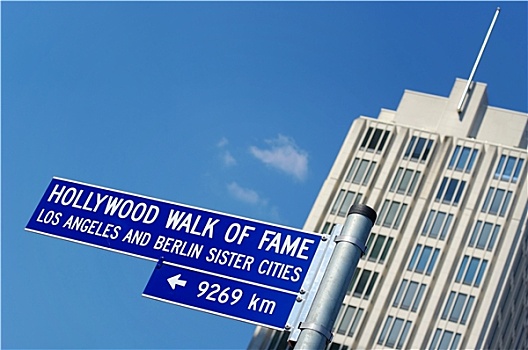 HOLLYWOOD WALK OF FAME
LOS ANGELES AND BERLIN SISTER CITIES
← 9269 km